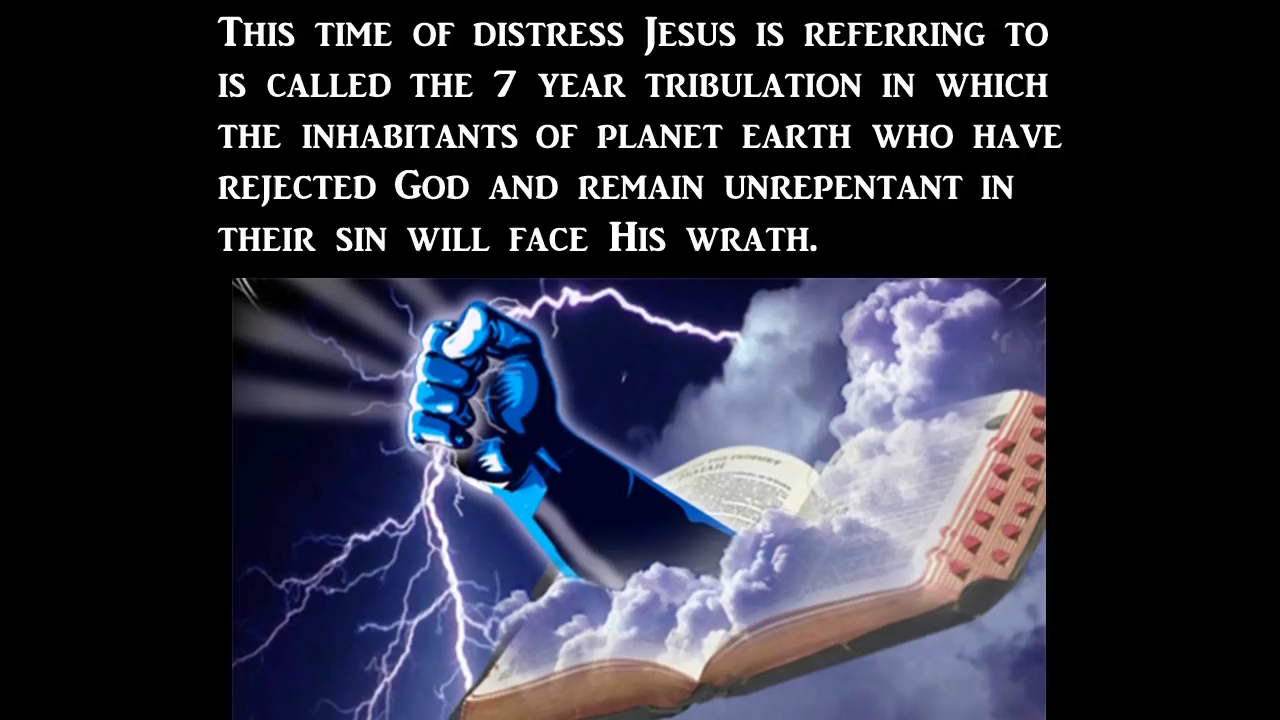 This time of distress Jesus is referring to
is called the 7 year tribulation in which
the inhabitants of planet earth who have
rejected God and remain unrepentant in
their sin will face His wrath.